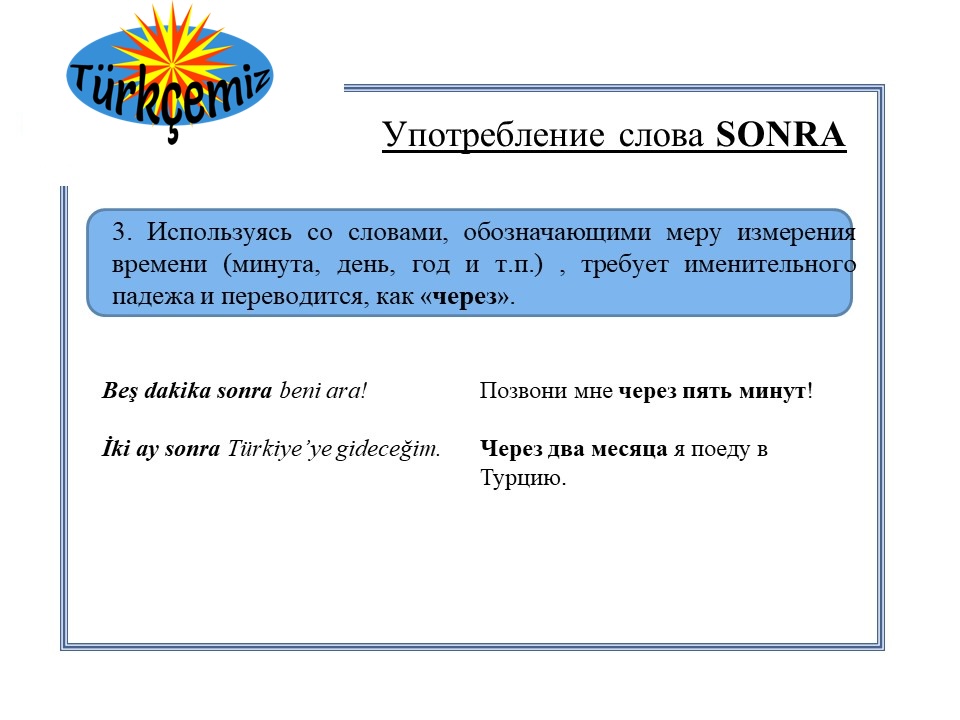 Türkçemiz
Употребление слова SONRA
3. Используясь со словами, обозначающими меру измерения
времени (минута, день, год и т.п.) , требует именительного
падежа и переводится, как «через».
Beş dakika sonra beni ara!
Позвони мне через пять минут!
İki ay sonra Türkiye’ye gideceğim.
Через два месяца я поеду в
Турцию.